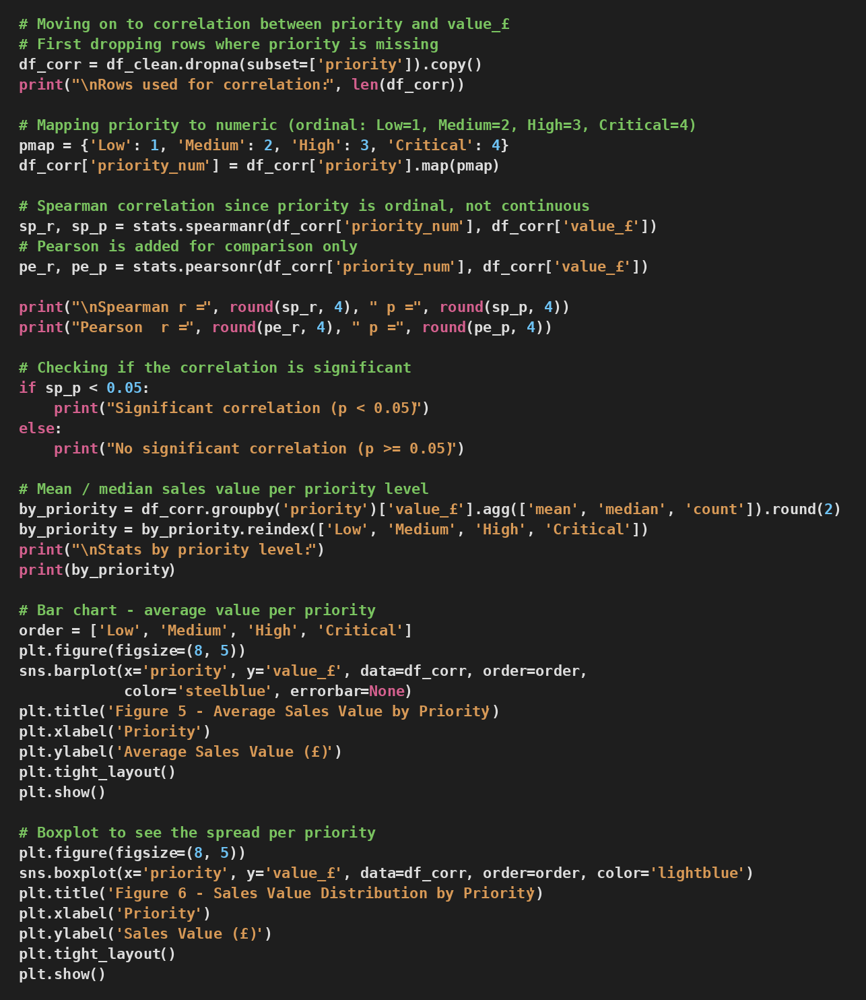 # Moving on to correlation between priority and value_£
# First dropping rows where priority is missing
df_corr = df_clean.dropna(subset=['priority']).copy()
print("\nRows used for correlation:", len(df_corr))

# Mapping priority to numeric (ordinal: Low=1, Medium=2, High=3, Critical=4)
pmap = {'Low': 1, 'Medium': 2, 'High': 3, 'Critical': 4}
df_corr['priority_num'] = df_corr['priority'].map(pmap)

# Spearman correlation since priority is ordinal, not continuous
sp_r, sp_p = stats.spearmanr(df_corr['priority_num'], df_corr['value_£'])
# Pearson is added for comparison only
pe_r, pe_p = stats.pearsonr(df_corr['priority_num'], df_corr['value_£'])

print("\nSpearman r =", round(sp_r, 4), " p =", round(sp_p, 4))
print("Pearson  r =", round(pe_r, 4), " p =", round(pe_p, 4))

# Checking if the correlation is significant
if sp_p < 0.05:
    print("Significant correlation (p < 0.05)")
else:
    print("No significant correlation (p >= 0.05)")

# Mean / median sales value per priority level
by_priority = df_corr.groupby('priority')['value_£'].agg(['mean', 'median', 'count']).round(2)
by_priority = by_priority.reindex(['Low', 'Medium', 'High', 'Critical'])
print("\nStats by priority level:")
print(by_priority)

# Bar chart - average value per priority
order = ['Low', 'Medium', 'High', 'Critical']
plt.figure(figsize=(8, 5))
sns.barplot(x='priority', y='value_£', data=df_corr, order=order,
            color='steelblue', errorbar=None)
plt.title('Figure 5 - Average Sales Value by Priority')
plt.xlabel('Priority')
plt.ylabel('Average Sales Value (£)')
plt.tight_layout()
plt.show()

# Boxplot to see the spread per priority
plt.figure(figsize=(8, 5))
sns.boxplot(x='priority', y='value_£', data=df_corr, order=order, color='lightblue')
plt.title('Figure 6 - Sales Value Distribution by Priority')
plt.xlabel('Priority')
plt.ylabel('Sales Value (£)')
plt.tight_layout()
plt.show()